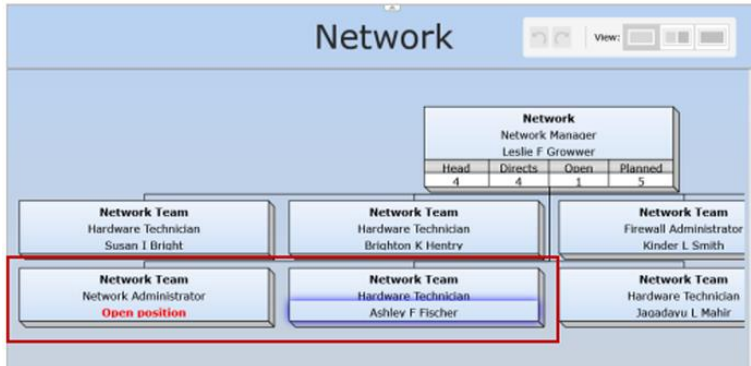 Network
View:
Network
Network Manager
Leslie F Growwer
Head Directs Open Planned
4 4 1 5
Network Team
Hardware Technician
Susan I Bright
Network Team
Hardware Technician
Brighton K Hentry
Network Team
Firewall Administrator
Kinder L Smith
Network Team
Network Administrator
Open position
Network Team
Hardware Technician
Ashley F Fischer
Network Team
Hardware Technician
Jagadayu L Mahir